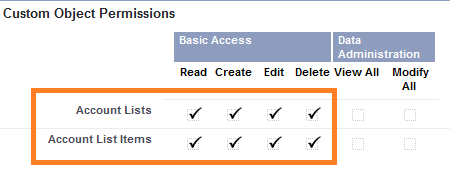 Custom Object Permissions
Basic Access Data Administration
Read Create Edit Delete View All Modify All
Account Lists
Account List Items